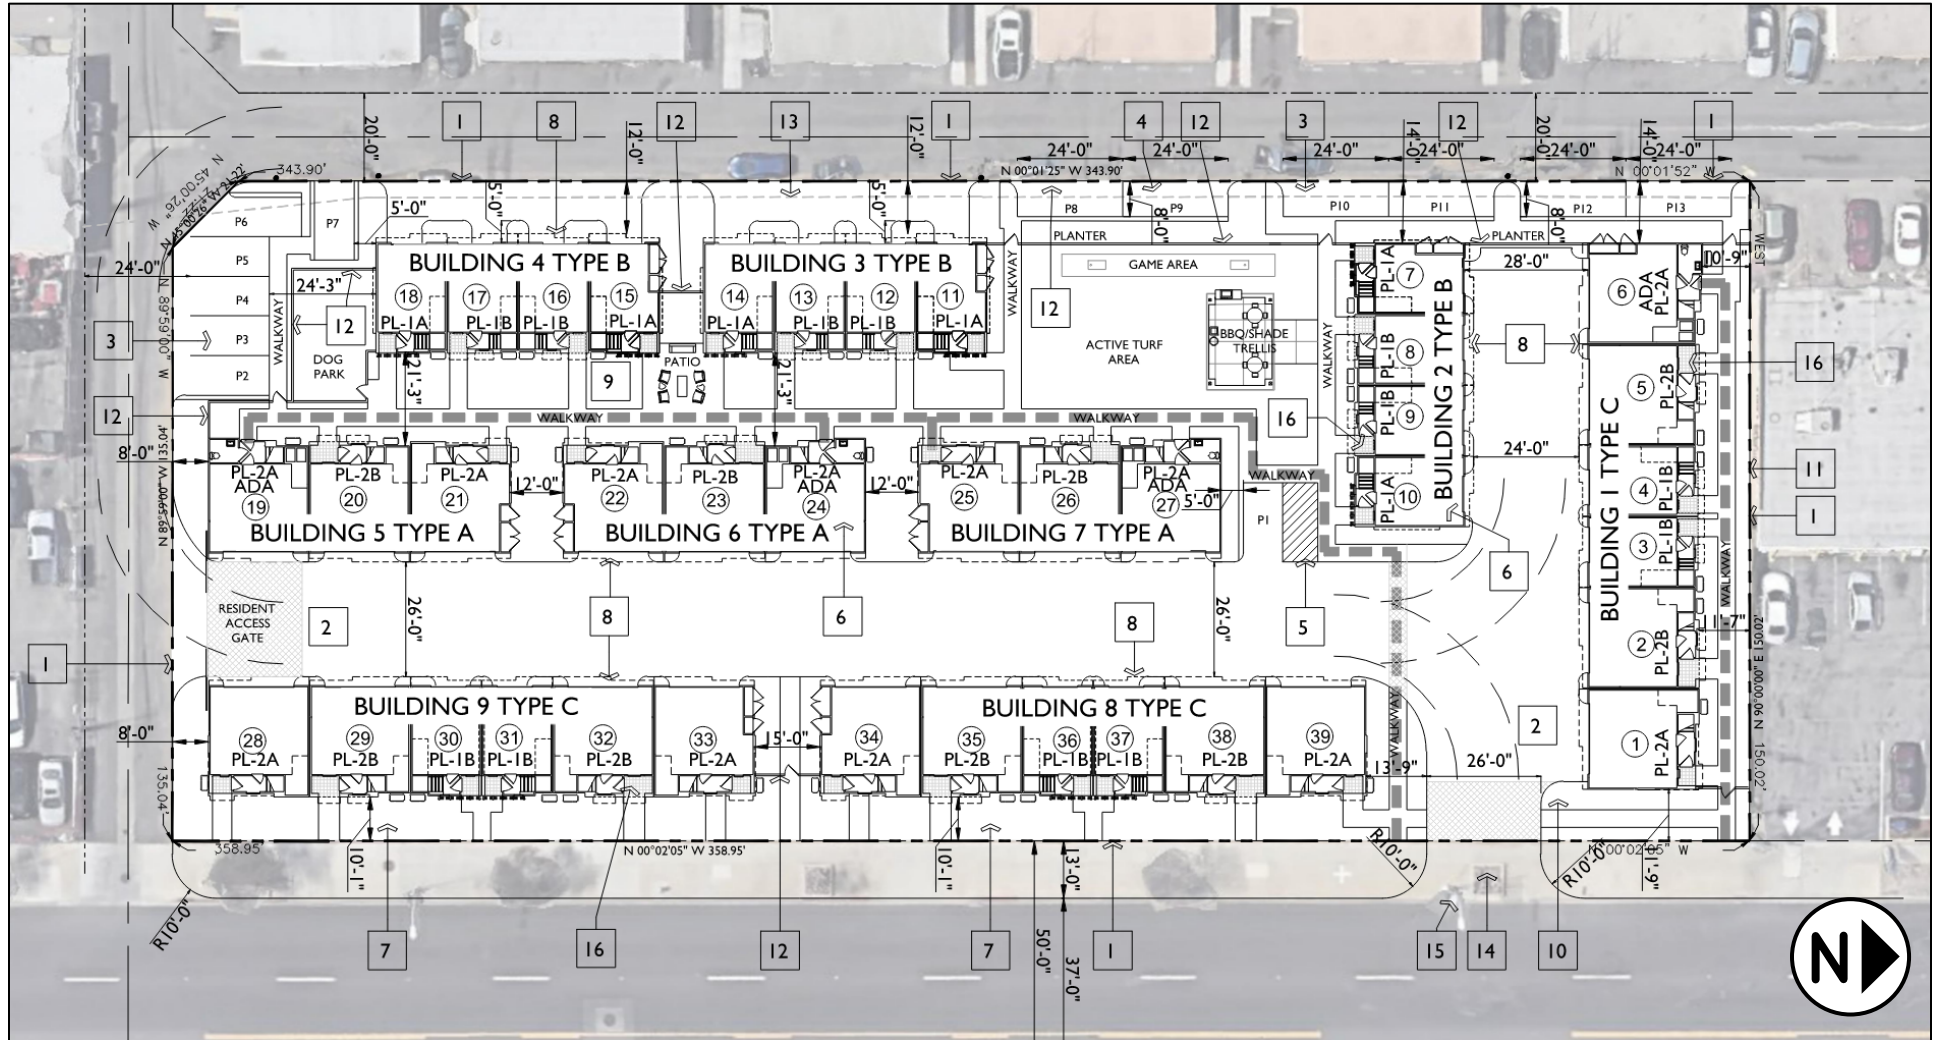 1
8
12
13
1
4
12
3
12
1
20'-0"
12'-0"
12'-0"
14'-0"
20'-0"
14'-0"
24'-0"
24'-0"
24'-0"
24'-0"
24'-0"
24'-0"
343.90'
N 00°01'25" W 343.90'
N 00°01'52" W
N 45°00'26" W 21.22'
P6
P7
5'-0"
5'-0"
5'-0"
P8
8'-0"
P9
P10
P11
8'-0"
P12
P13
PLANTER
PLANTER
WEST
P5
P4
P3
P2
24'-0"
N 89°59'00" W
24'-3"
WALKWAY
12
DOG
PARK
3
12
8'-0"
BUILDING 4 TYPE B
18
17
16
15
PL-1A
PL-1B
PL-1B
PL-1A
BUILDING 3 TYPE B
14
13
12
11
PL-1A
PL-1B
PL-1B
PL-1A
WALKWAY
12
GAME AREA
ACTIVE TURF
AREA
BBQ/SHADE
TRELLIS
WALKWAY
21'-3"
9
PATIO
21'-3"
16
WALKWAY
WALKWAY
WALKWAY
7
PL-1A
8
PL-1B
9
PL-1B
10
PL-1A
BUILDING 2 TYPE B
28'-0"
8
24'-0"
6
6
ADA
PL-2A
5
PL-2B
4
PL-1B
3
PL-1B
2
PL-2B
1
PL-2A
BUILDING 1 TYPE C
10'-9"
16
11
1
WALKWAY
11'-7"
N 00°00'06" E 150.02'
150.02'
N 89°59'00" W 135.04'
PL-2A
ADA
19
PL-2B
20
PL-2A
21
BUILDING 5 TYPE A
12'-0"
PL-2A
22
PL-2B
23
PL-2A
ADA
24
BUILDING 6 TYPE A
12'-0"
PL-2A
25
PL-2B
26
PL-2A
ADA
27
BUILDING 7 TYPE A
5'-0"
P1
RESIDENT
ACCESS
GATE
2
26'-0"
8
6
26'-0"
8
5
1
8'-0"
135.04'
BUILDING 9 TYPE C
28
PL-2A
29
PL-2B
30
PL-1B
31
PL-1B
32
PL-2B
33
PL-2A
15'-0"
BUILDING 8 TYPE C
34
PL-2A
35
PL-2B
36
PL-1B
37
PL-1B
38
PL-2B
39
PL-2A
13'-9"
WALKWAY
26'-0"
2
358.95'
10'-1"
N 00°02'05" W 358.95'
10'-1"
13'-0"
R10'-0"
R10'-0"
N 00°02'05" W
11'-9"
R10'-0"
7
16
12
7
50'-0"
37'-0"
1
15
14
10
N